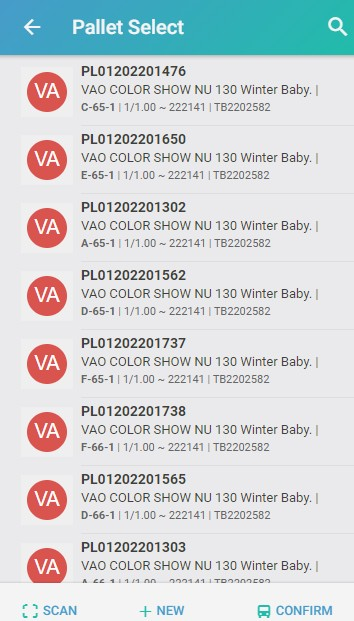 Pallet Select
PL01202201476
VA
VAO COLOR SHOW NU 130 Winter Baby. |
C-65-1 | 1/1.00 ~ 222141 | TB2202582
PL01202201650
VA
VAO COLOR SHOW NU 130 Winter Baby. |
E-65-1 | 1/1.00 ~ 222141 | TB2202582
PL01202201302
VA
VAO COLOR SHOW NU 130 Winter Baby. |
A-65-1 | 1/1.00 ~ 222141 | TB2202582
PL01202201562
VA
VAO COLOR SHOW NU 130 Winter Baby. |
D-65-1 | 1/1.00 ~ 222141 | TB2202582
PL01202201737
VA
VAO COLOR SHOW NU 130 Winter Baby. |
F-65-1 | 1/1.00 ~ 222141 | TB2202582
PL01202201738
VA
VAO COLOR SHOW NU 130 Winter Baby. |
F-66-1 | 1/1.00 ~ 222141 | TB2202582
PL01202201565
VA
VAO COLOR SHOW NU 130 Winter Baby. |
D-66-1 | 1/1.00 ~ 222141 | TB2202582
PL01202201303
VA
VAO COLOR SHOW NU 130 Winter Baby. |
A-66-1 | 1/1.00 ~ 222141 | TB2202582
SCAN
NEW
CONFIRM